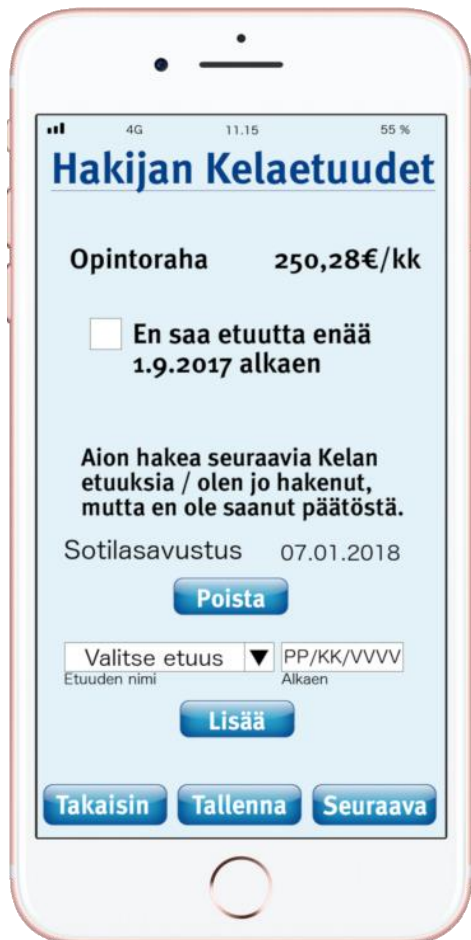 4G 11.15 55 %
Hakijan Kelaetuudet
Opintoraha 250,28€/kk
En saa etuutta enää
1.9.2017 alkaen
Aion hakea seuraavia Kelan
etuuksia / olen jo hakenut,
mutta en ole saanut päätöstä.
Sotilasavustus 07.01.2018
Poista
Valitse etuus PP/KK/VVVV
Etuuden nimi Alkaen
Lisää
Takaisin Tallenna Seuraava